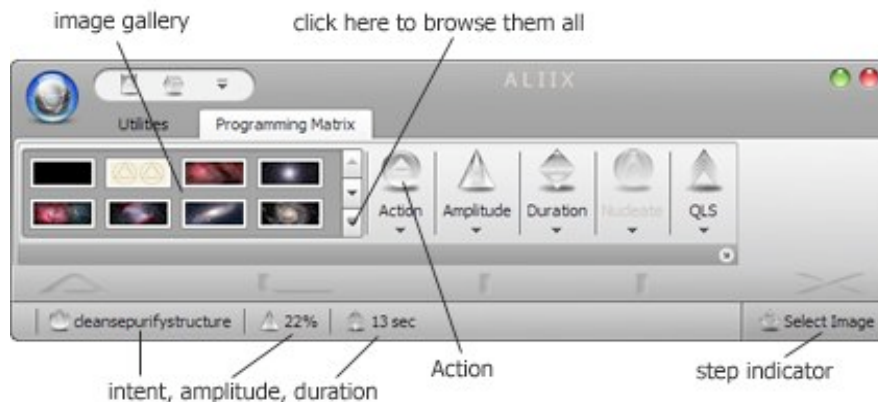 image gallery
click here to browse them all
ALIIX
Utilities
Programming Matrix
Action
Amplitude
Duration
Nucleate
QLS
cleansepurifystructure
22%
13 sec
Select Image
intent, amplitude, duration
Action
step indicator